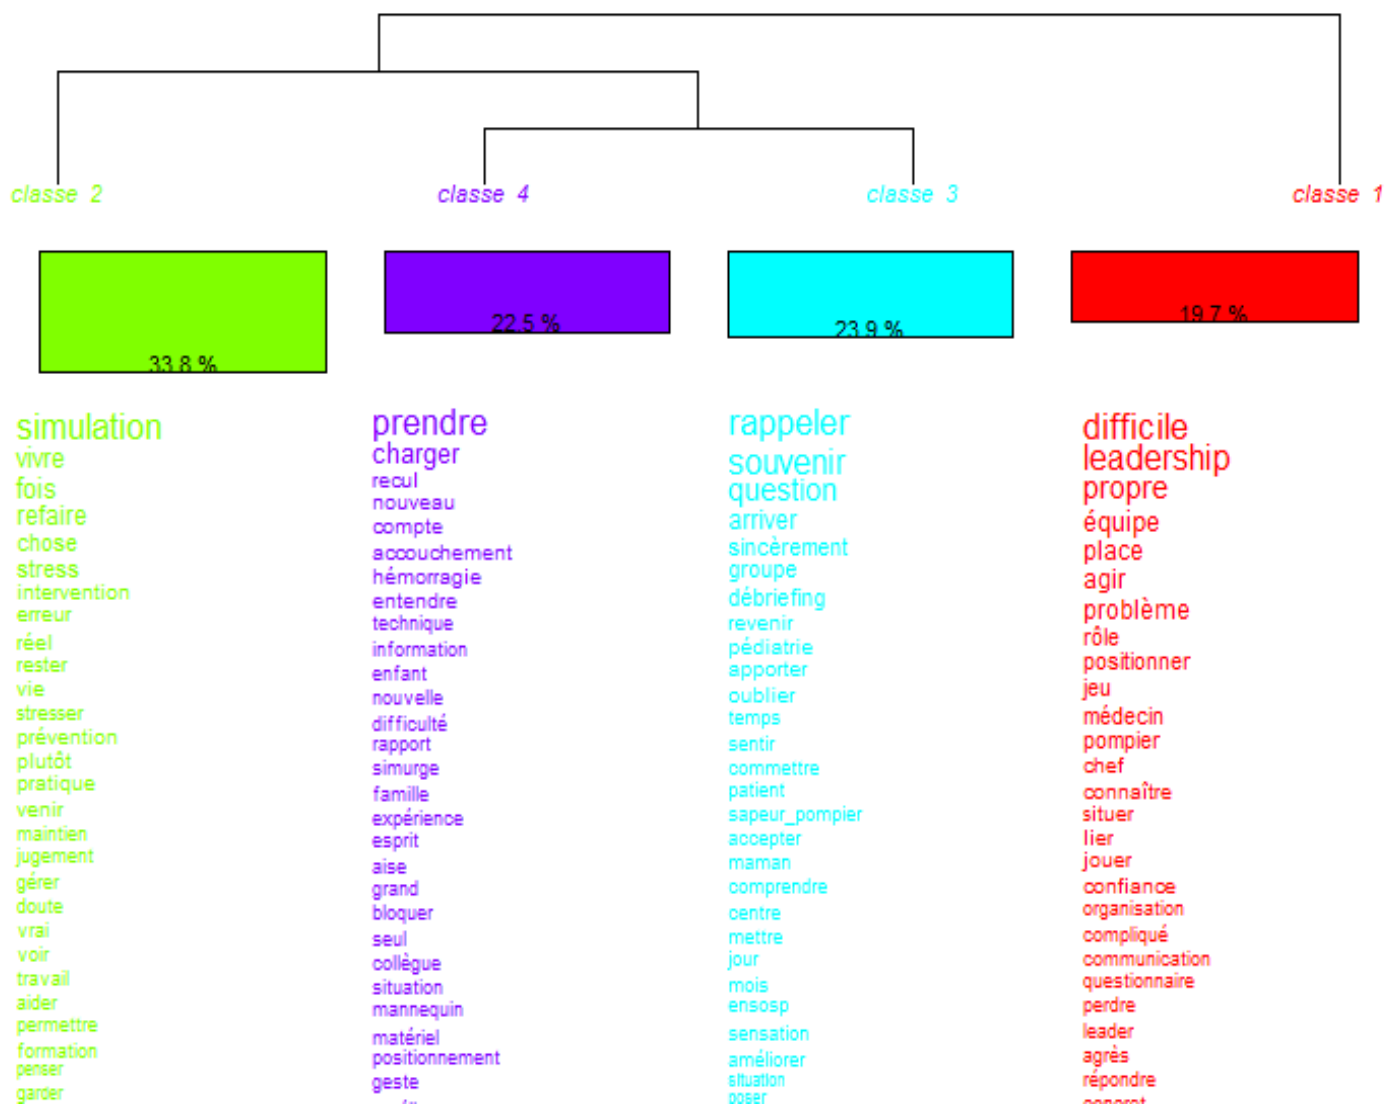 classe 2
classe 4
classe 3
classe 1
33.8 %
22.5 %
23.9 %
19.7 %
simulation
vivre
fois
refaire
chose
stress
intervention
erreur
réel
rester
vie
stresser
prévention
plutôt
pratique
venir
maintien
jugement
gérer
doute
vrai
voir
travail
aider
permettre
formation
penser
garder
prendre
charger
recul
nouveau
compte
accouchement
hémorragie
entendre
technique
information
enfant
nouvelle
difficulté
rapport
simurge
famille
expérience
esprit
aise
grand
bloquer
seul
collègue
situation
mannequin
matériel
positionnement
geste
rappeler
souvenir
question
arriver
sincèrement
groupe
débriefing
revenir
pédiatrie
apporter
oublier
temps
sentir
commettre
patient
sapeur_pompier
accepter
maman
comprendre
centre
mettre
jour
mois
ensosp
sensation
améliorer
situation
poser
difficile
leadership
propre
équipe
place
agir
problème
rôle
positionner
jeu
médecin
pompier
chef
connaître
situer
lier
jouer
confiance
organisation
compliqué
communication
questionnaire
perdre
leader
agrès
répondre